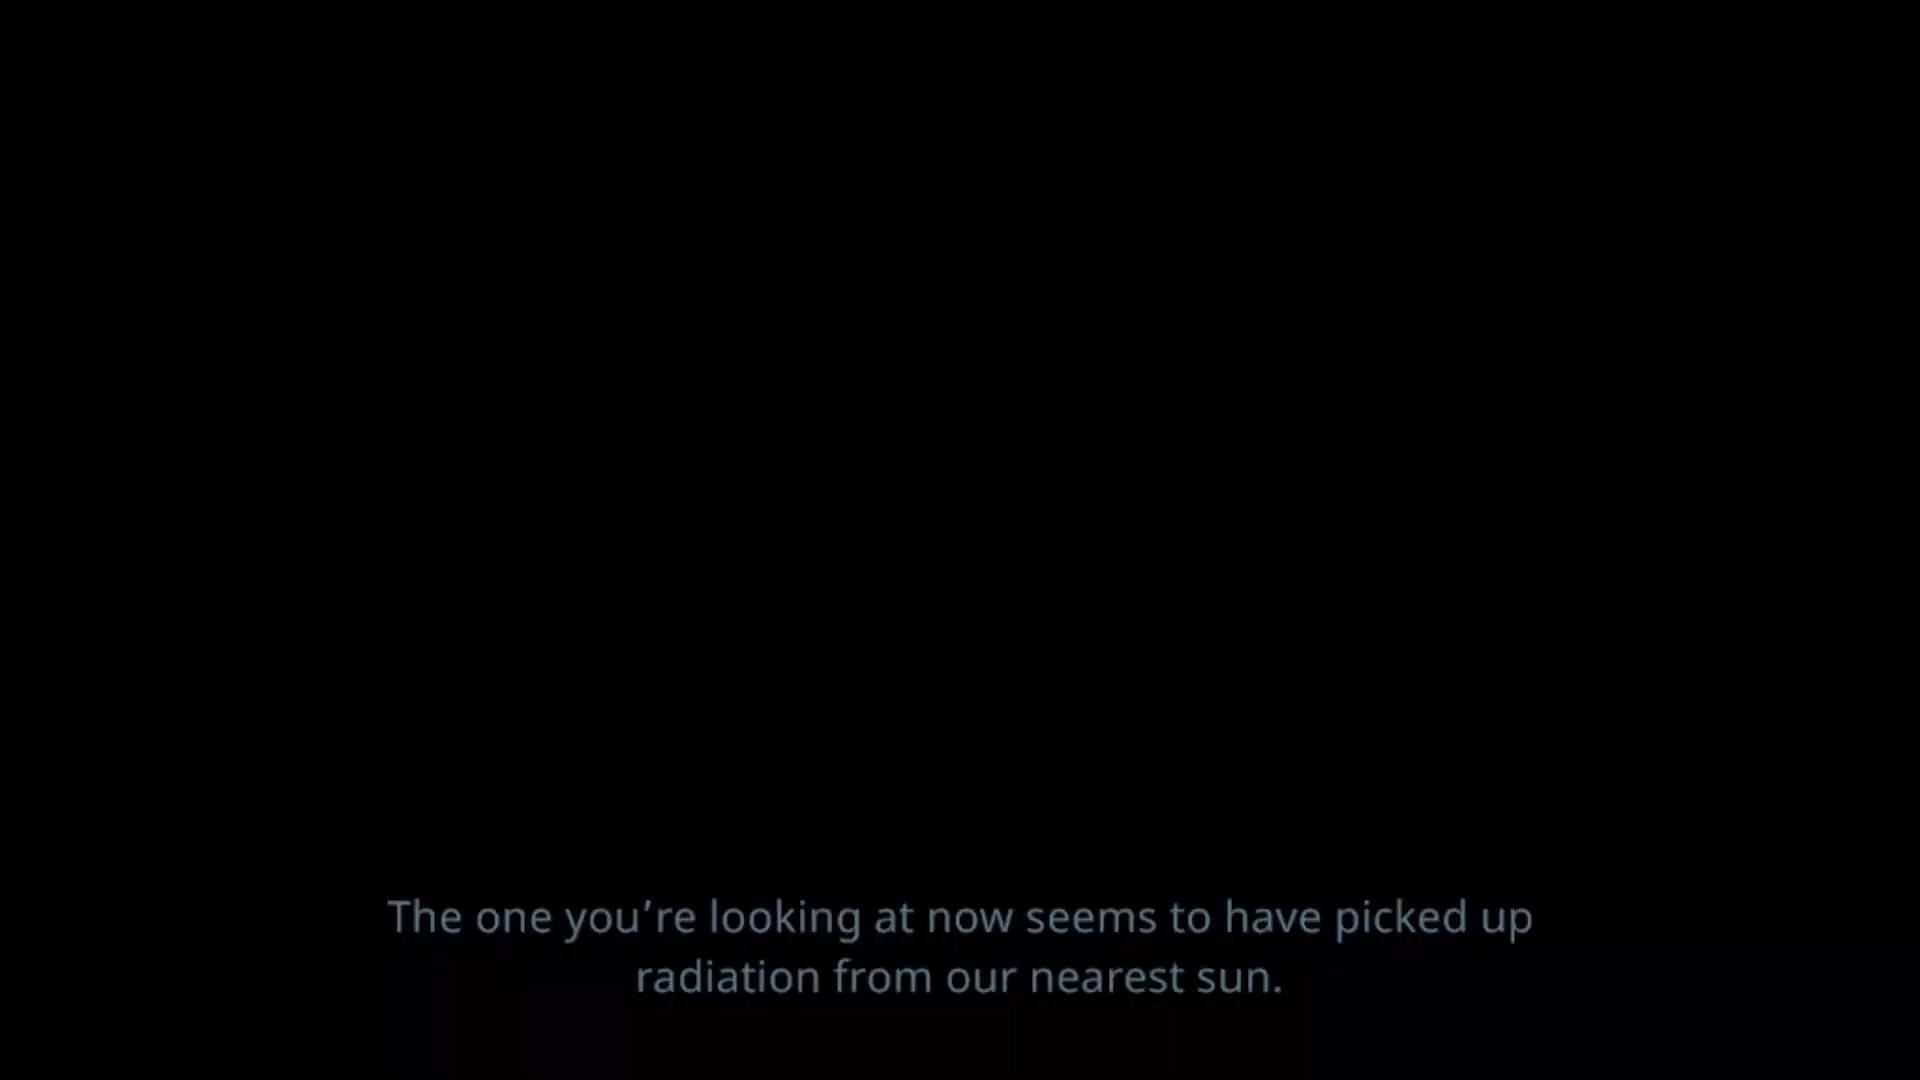 The one you’re looking at now seems to have picked up
radiation from our nearest sun.